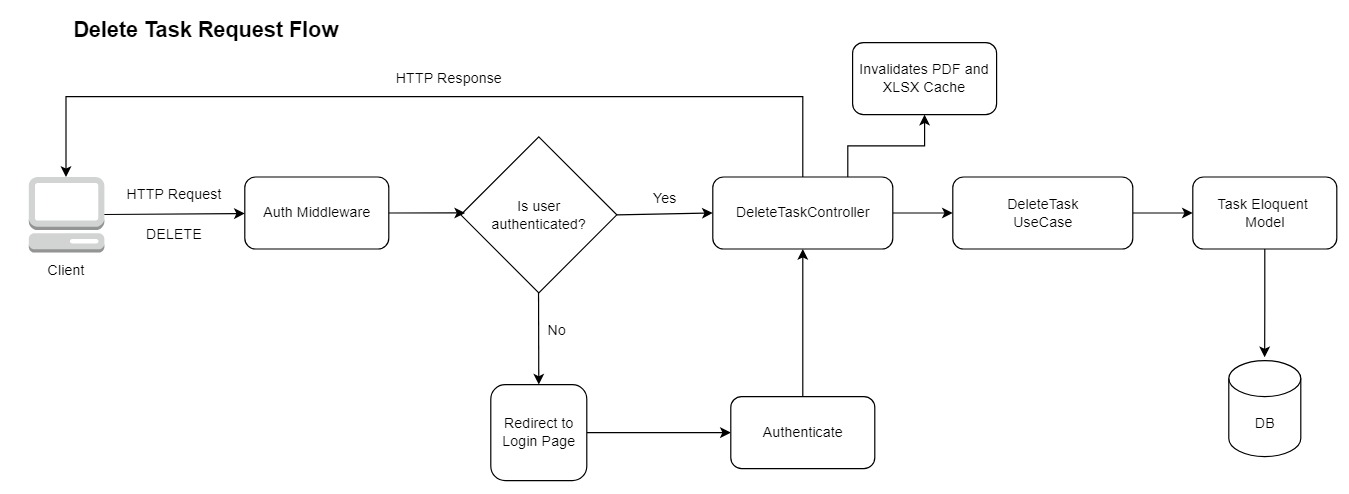 Delete Task Request Flow
HTTP Response
Invalidates PDF and
XLSX Cache
HTTP Request
DELETE
Client
Auth Middleware
Is user
authenticated?
Yes
No
DeleteTaskController
DeleteTask
UseCase
Task Eloquent
Model
Redirect to
Login Page
Authenticate
DB